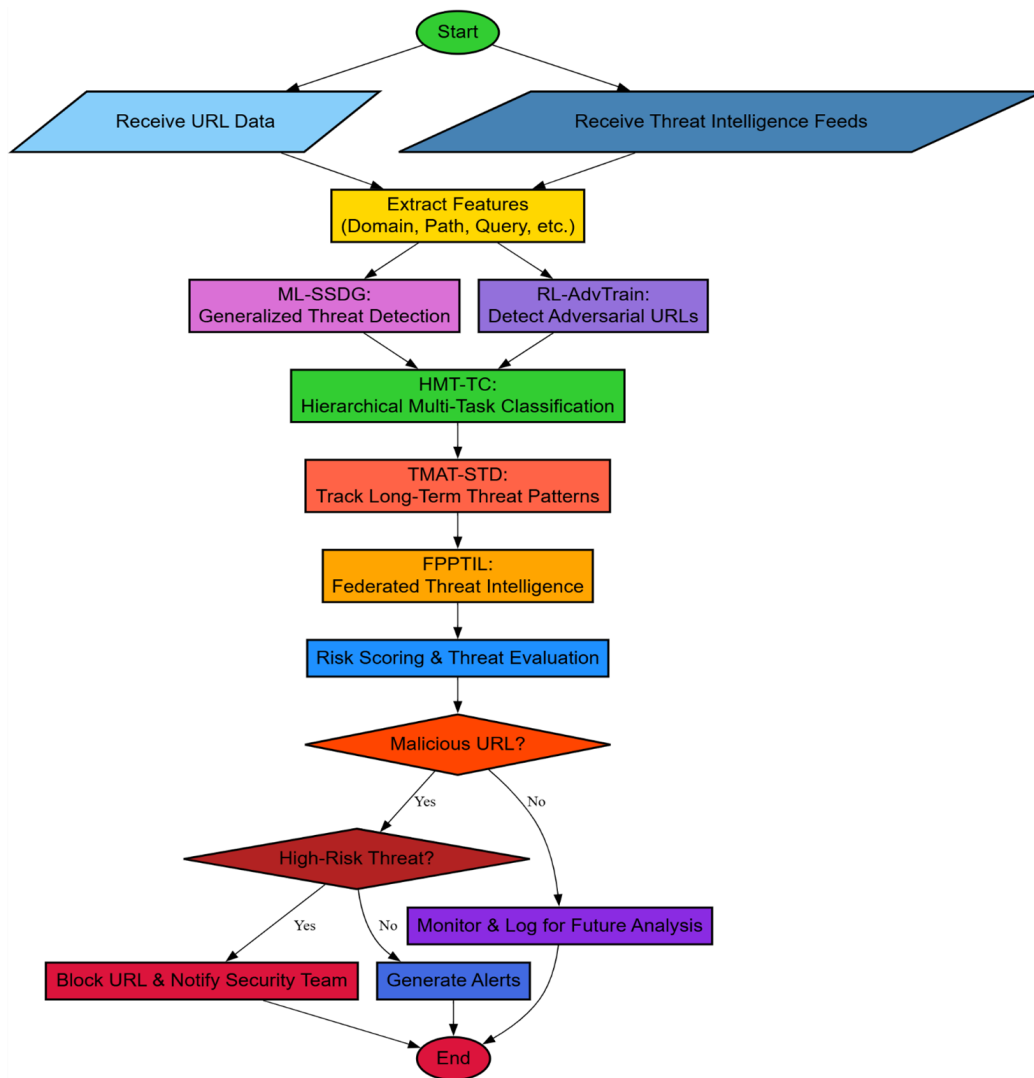 Start
Receive URL Data
Receive Threat Intelligence Feeds
Extract Features
(Domain, Path, Query, etc.)
ML-SSDG:
Generalized Threat Detection
RL-AdvTrain:
Detect Adversarial URLs
HMT-TC:
Hierarchical Multi-Task Classification
TMAT-STD:
Track Long-Term Threat Patterns
FPPTIL:
Federated Threat Intelligence
Risk Scoring & Threat Evaluation
Malicious URL?
Yes
No
High-Risk Threat?
Yes
No
Monitor & Log for Future Analysis
Block URL & Notify Security Team
Generate Alerts
End